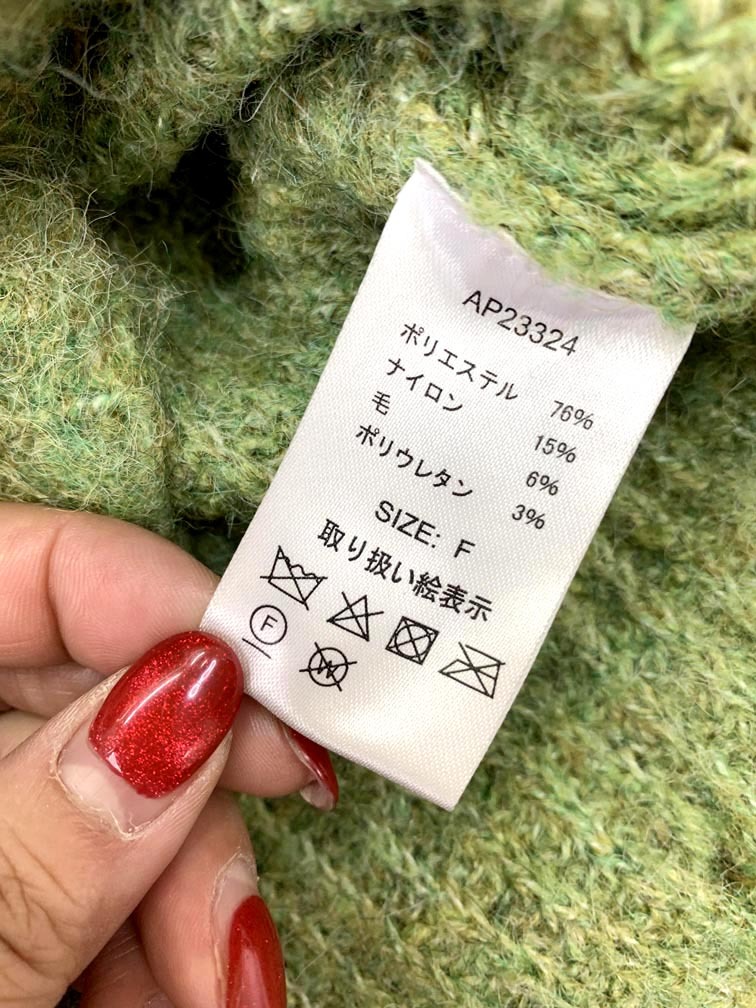 AP23324
ポリエステル 76%
ナイロン 15%
毛 6%
ポリウレタン 3%
SIZE: F
取り扱い絵表示
F
W